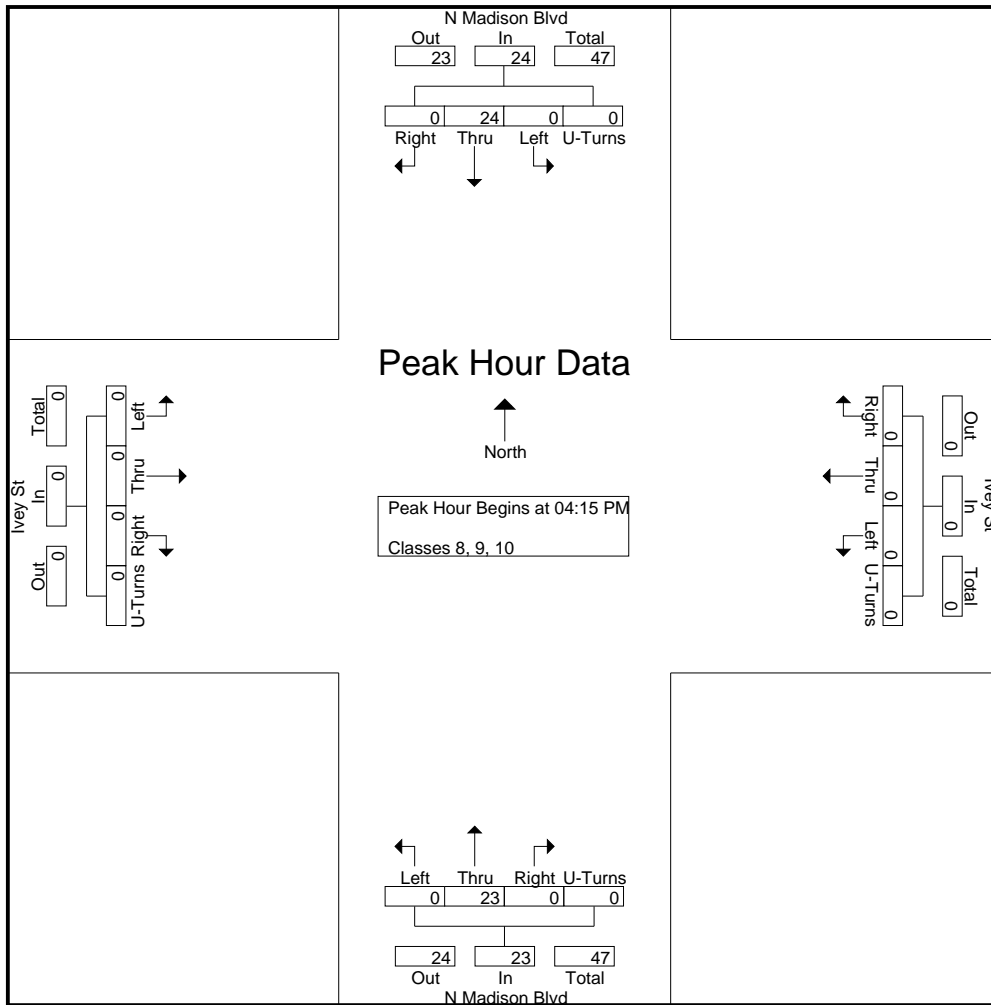 N Madison Blvd
Out In Total
23 24 47
0 24 0 0
Right Thru Left U-Turns
Peak Hour Data
North
Peak Hour Begins at 04:15 PM
Classes 8, 9, 10
Ivey St
Total In Out
0 0 0
0 0 0 0
Left Thru Right U-Turns
Right Thru Left U-Turns
0 0 0 0
Out In Total
0 0 0
Ivey St
Left Thru Right U-Turns
0 23 0 0
24 23 47
Out In Total
N Madison Blvd